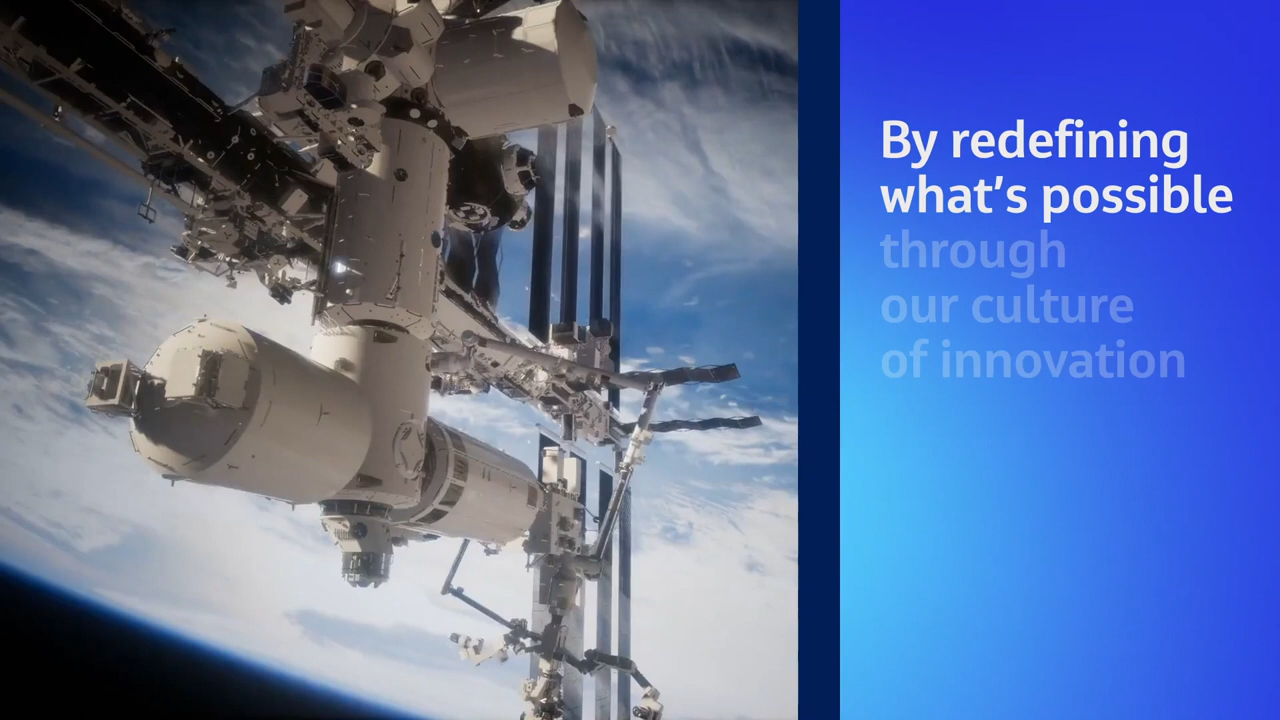 By redefining
what’s possible
through
our culture
of innovation